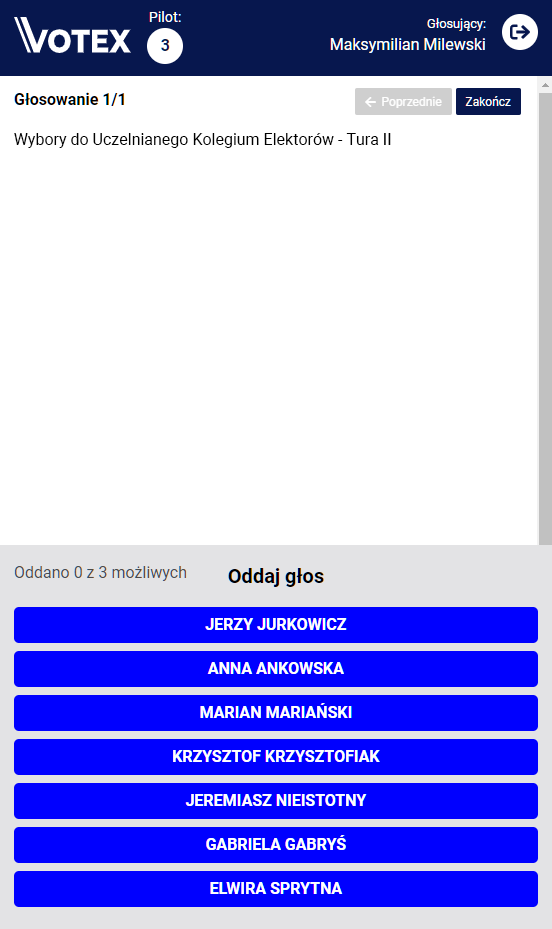 VOTEX
Pilot:
3
Głosujący:
Maksymilian Milewski
Głosowanie 1/1
Poprzednie
Zakończ
Wybory do Uczelnianego Kolegium Elektorów - Tura II
Oddano 0 z 3 możliwych
Oddaj głos
JERZY JURKOWICZ
ANNA ANKOWSKA
MARIAN MARIAŃSKI
KRZYSZTOF KRZYSZTOFIAK
JEREMIASZ NIEISTOTNY
GABRIELA GABRYŚ
ELWIRA SPRYTNA